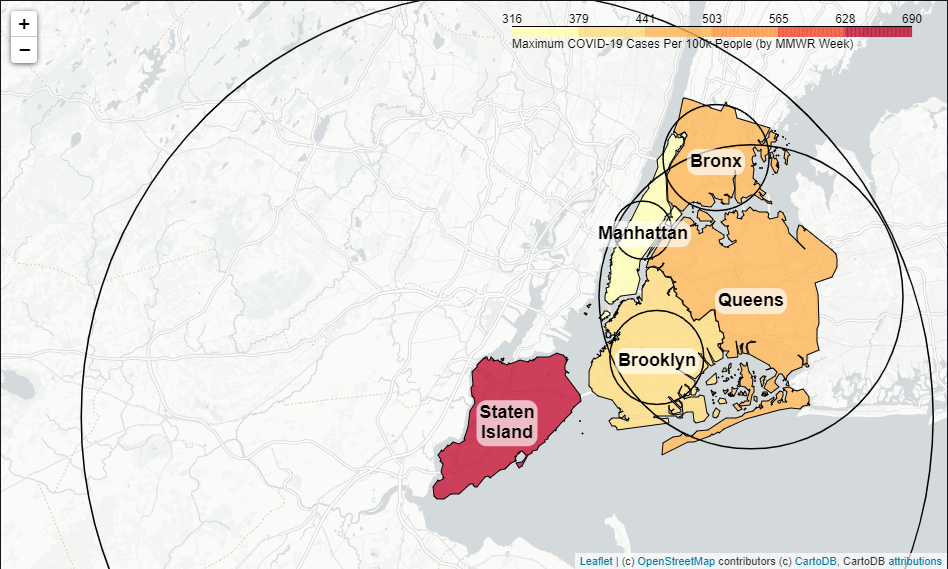 +
−
316 379 441 503 565 628 690
Maximum COVID-19 Cases Per 100k People (by MMWR Week)
Bronx
Manhattan
Queens
Brooklyn
Staten
Island
Leaflet | (c) OpenStreetMap contributors (c) CartoDB, CartoDB attributions